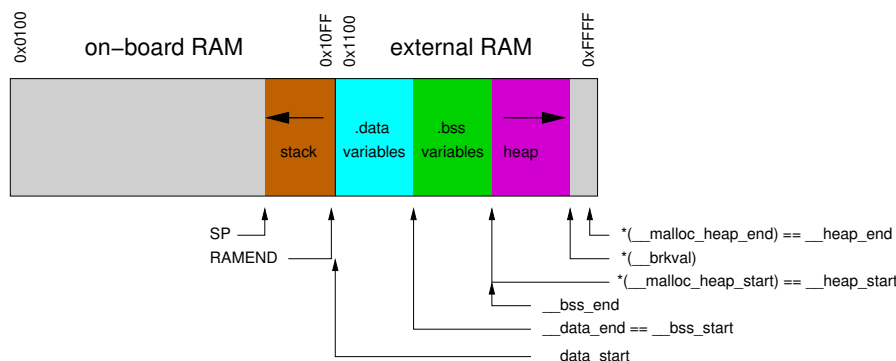 0x0100
on−board RAM
0x10FF
0x1100
external RAM
0xFFFF
stack
.data
variables
.bss
variables
heap
SP
RAMEND
*(__malloc_heap_end) == __heap_end
*(__brkval)
*(__malloc_heap_start) == __heap_start
__bss_end
__data_end == __bss_start
__data_start